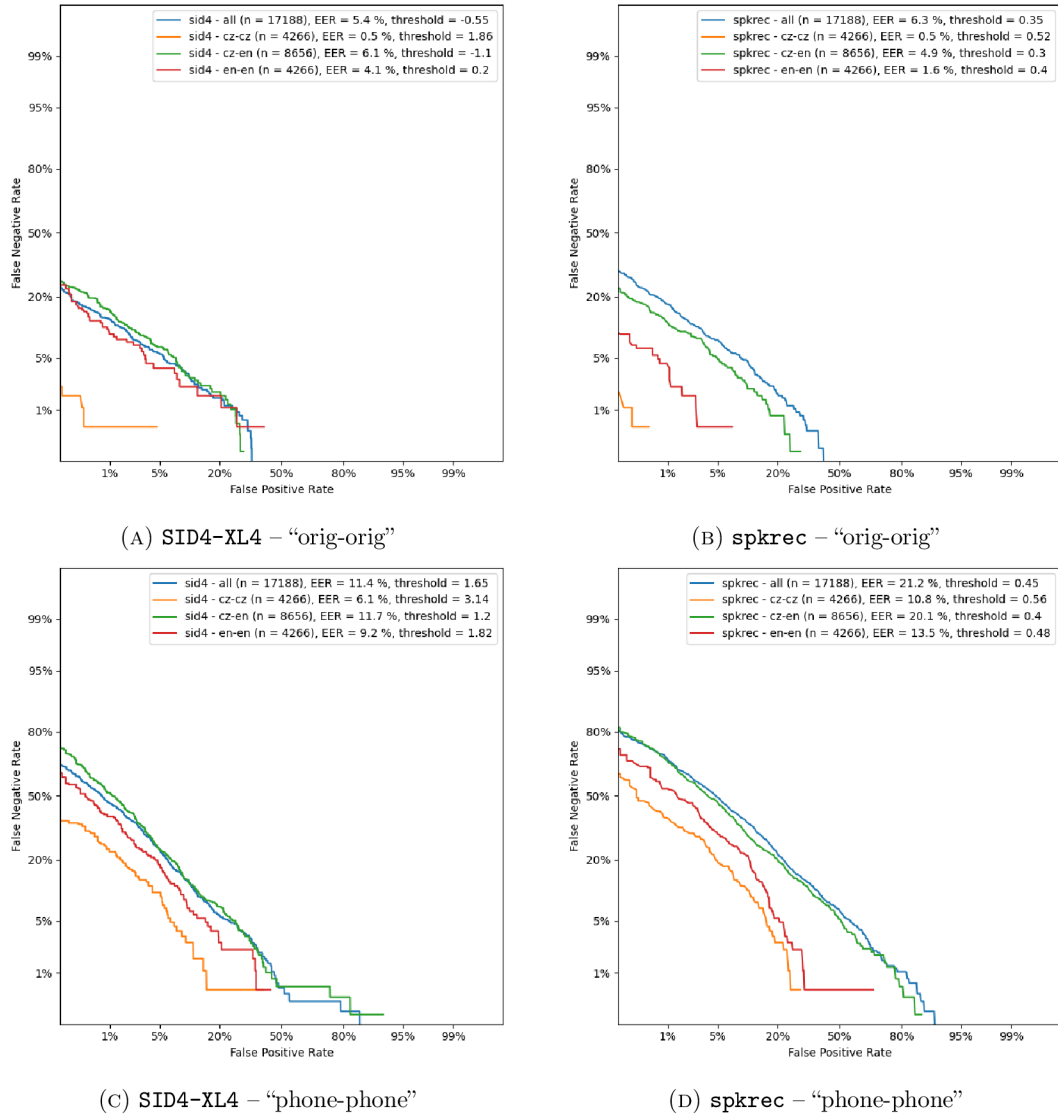 sid4 - all (n = 17188), EER = 5.4 %, threshold = -0.55
sid4 - cz-cz (n = 4266), EER = 0.5 %, threshold = 1.86
sid4 - cz-en (n = 8656), EER = 6.1 %, threshold = -1.1
sid4 - en-en (n = 4266), EER = 4.1 %, threshold = 0.2
99%
95%
80%
50%
20%
5%
1%
False Negative Rate
1% 5% 20% 50% 80% 95% 99%
False Positive Rate
(A) SID4-XL4 – “orig-orig”
spkrec - all (n = 17188), EER = 6.3 %, threshold = 0.35
spkrec - cz-cz (n = 4266), EER = 0.5 %, threshold = 0.52
spkrec - cz-en (n = 8656), EER = 4.9 %, threshold = 0.3
spkrec - en-en (n = 4266), EER = 1.6 %, threshold = 0.4
99%
95%
80%
50%
20%
5%
1%
False Negative Rate
1% 5% 20% 50% 80% 95% 99%
False Positive Rate
(B) spkrec – “orig-orig”
sid4 - all (n = 17188), EER = 11.4 %, threshold = 1.65
sid4 - cz-cz (n = 4266), EER = 6.1 %, threshold = 3.14
sid4 - cz-en (n = 8656), EER = 11.7 %, threshold = 1.2
sid4 - en-en (n = 4266), EER = 9.2 %, threshold = 1.82
99%
95%
80%
50%
20%
5%
1%
False Negative Rate
1% 5% 20% 50% 80% 95% 99%
False Positive Rate
(C) SID4-XL4 – “phone-phone”
spkrec - all (n = 17188), EER = 21.2 %, threshold = 0.45
spkrec - cz-cz (n = 4266), EER = 10.8 %, threshold = 0.56
spkrec - cz-en (n = 8656), EER = 20.1 %, threshold = 0.4
spkrec - en-en (n = 4266), EER = 13.5 %, threshold = 0.48
99%
95%
80%
50%
20%
5%
1%
False Negative Rate
1% 5% 20% 50% 80% 95% 99%
False Positive Rate
(D) spkrec – “phone-phone”